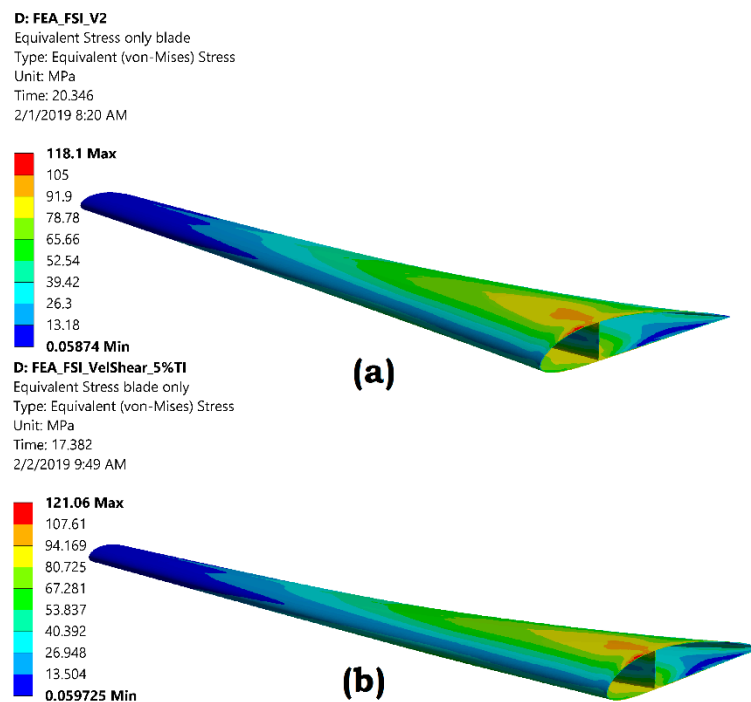 D: FEA_FSI_V2
Equivalent Stress only blade
Type: Equivalent (von-Mises) Stress
Unit: MPa
Time: 20.346
2/1/2019 8:20 AM
118.1 Max
105
91.9
78.78
65.66
52.54
39.42
26.3
13.18
0.05874 Min
(a)
D: FEA_FSI_VelShear_5%TI
Equivalent Stress blade only
Type: Equivalent (von-Mises) Stress
Unit: MPa
Time: 17.382
2/2/2019 9:49 AM
121.06 Max
107.61
94.169
80.725
67.281
53.837
40.392
26.948
13.504
0.059725 Min
(b)